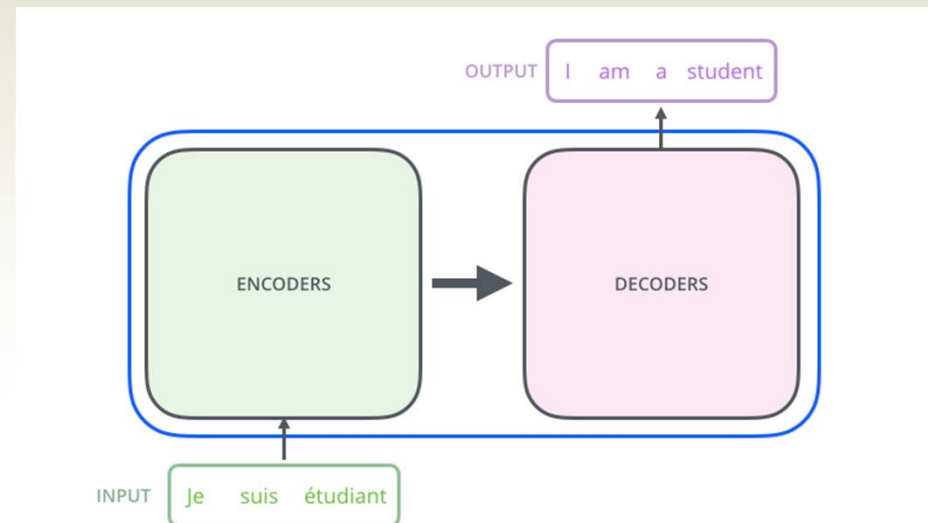 OUTPUT I am a student
ENCODERS DECODERS
INPUT Je suis étudiant